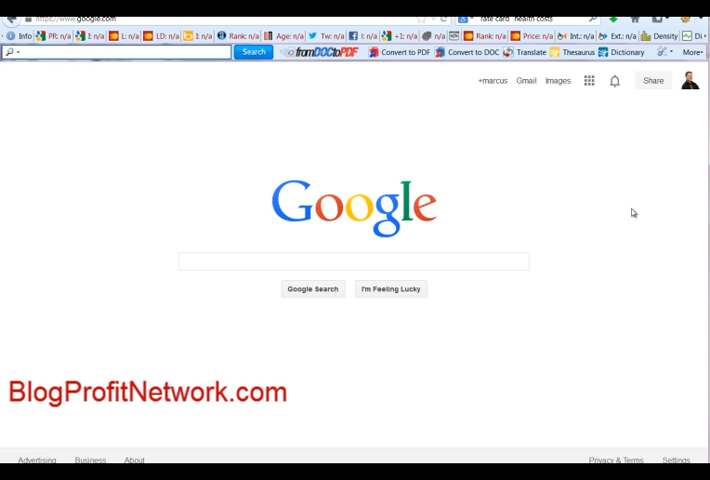 https://www.google.com rate card health costs
Info PR: n/a I: n/a L: n/a LD: n/a I: n/a Rank: n/a Age: n/a Tw: n/a I: n/a +1: n/a n/a Rank: n/a Price: n/a Int.: n/a Ext.: n/a Density Di
Search fromDOCtoPDF Convert to PDF Convert to DOC Translate Thesaurus Dictionary More
+marcus Gmail Images Share
Google
Google Search I'm Feeling Lucky
BlogProfitNetwork.com
Advertising Business About Privacy & Terms Settings